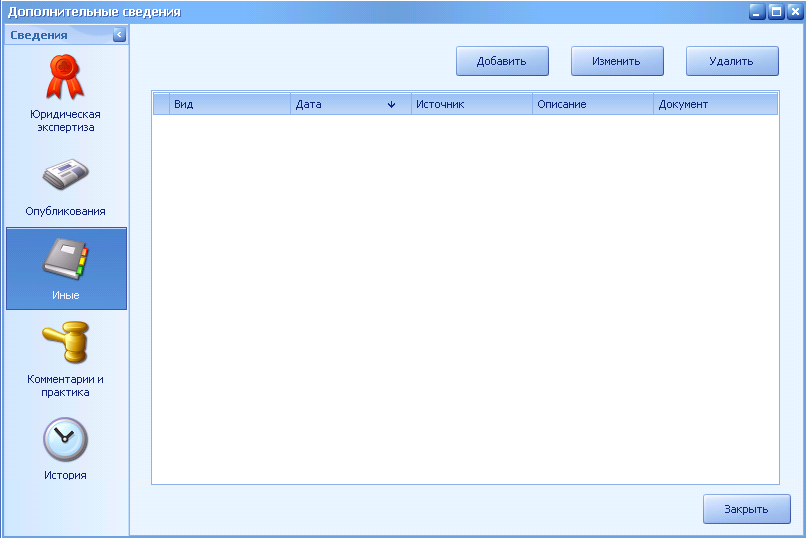 Дополнительные сведения
Сведения
Юридическая
экспертиза
Опубликования
Иные
Комментарии и
практика
История
Добавить Изменить Удалить
Вид Дата Источник Описание Документ
Закрыть